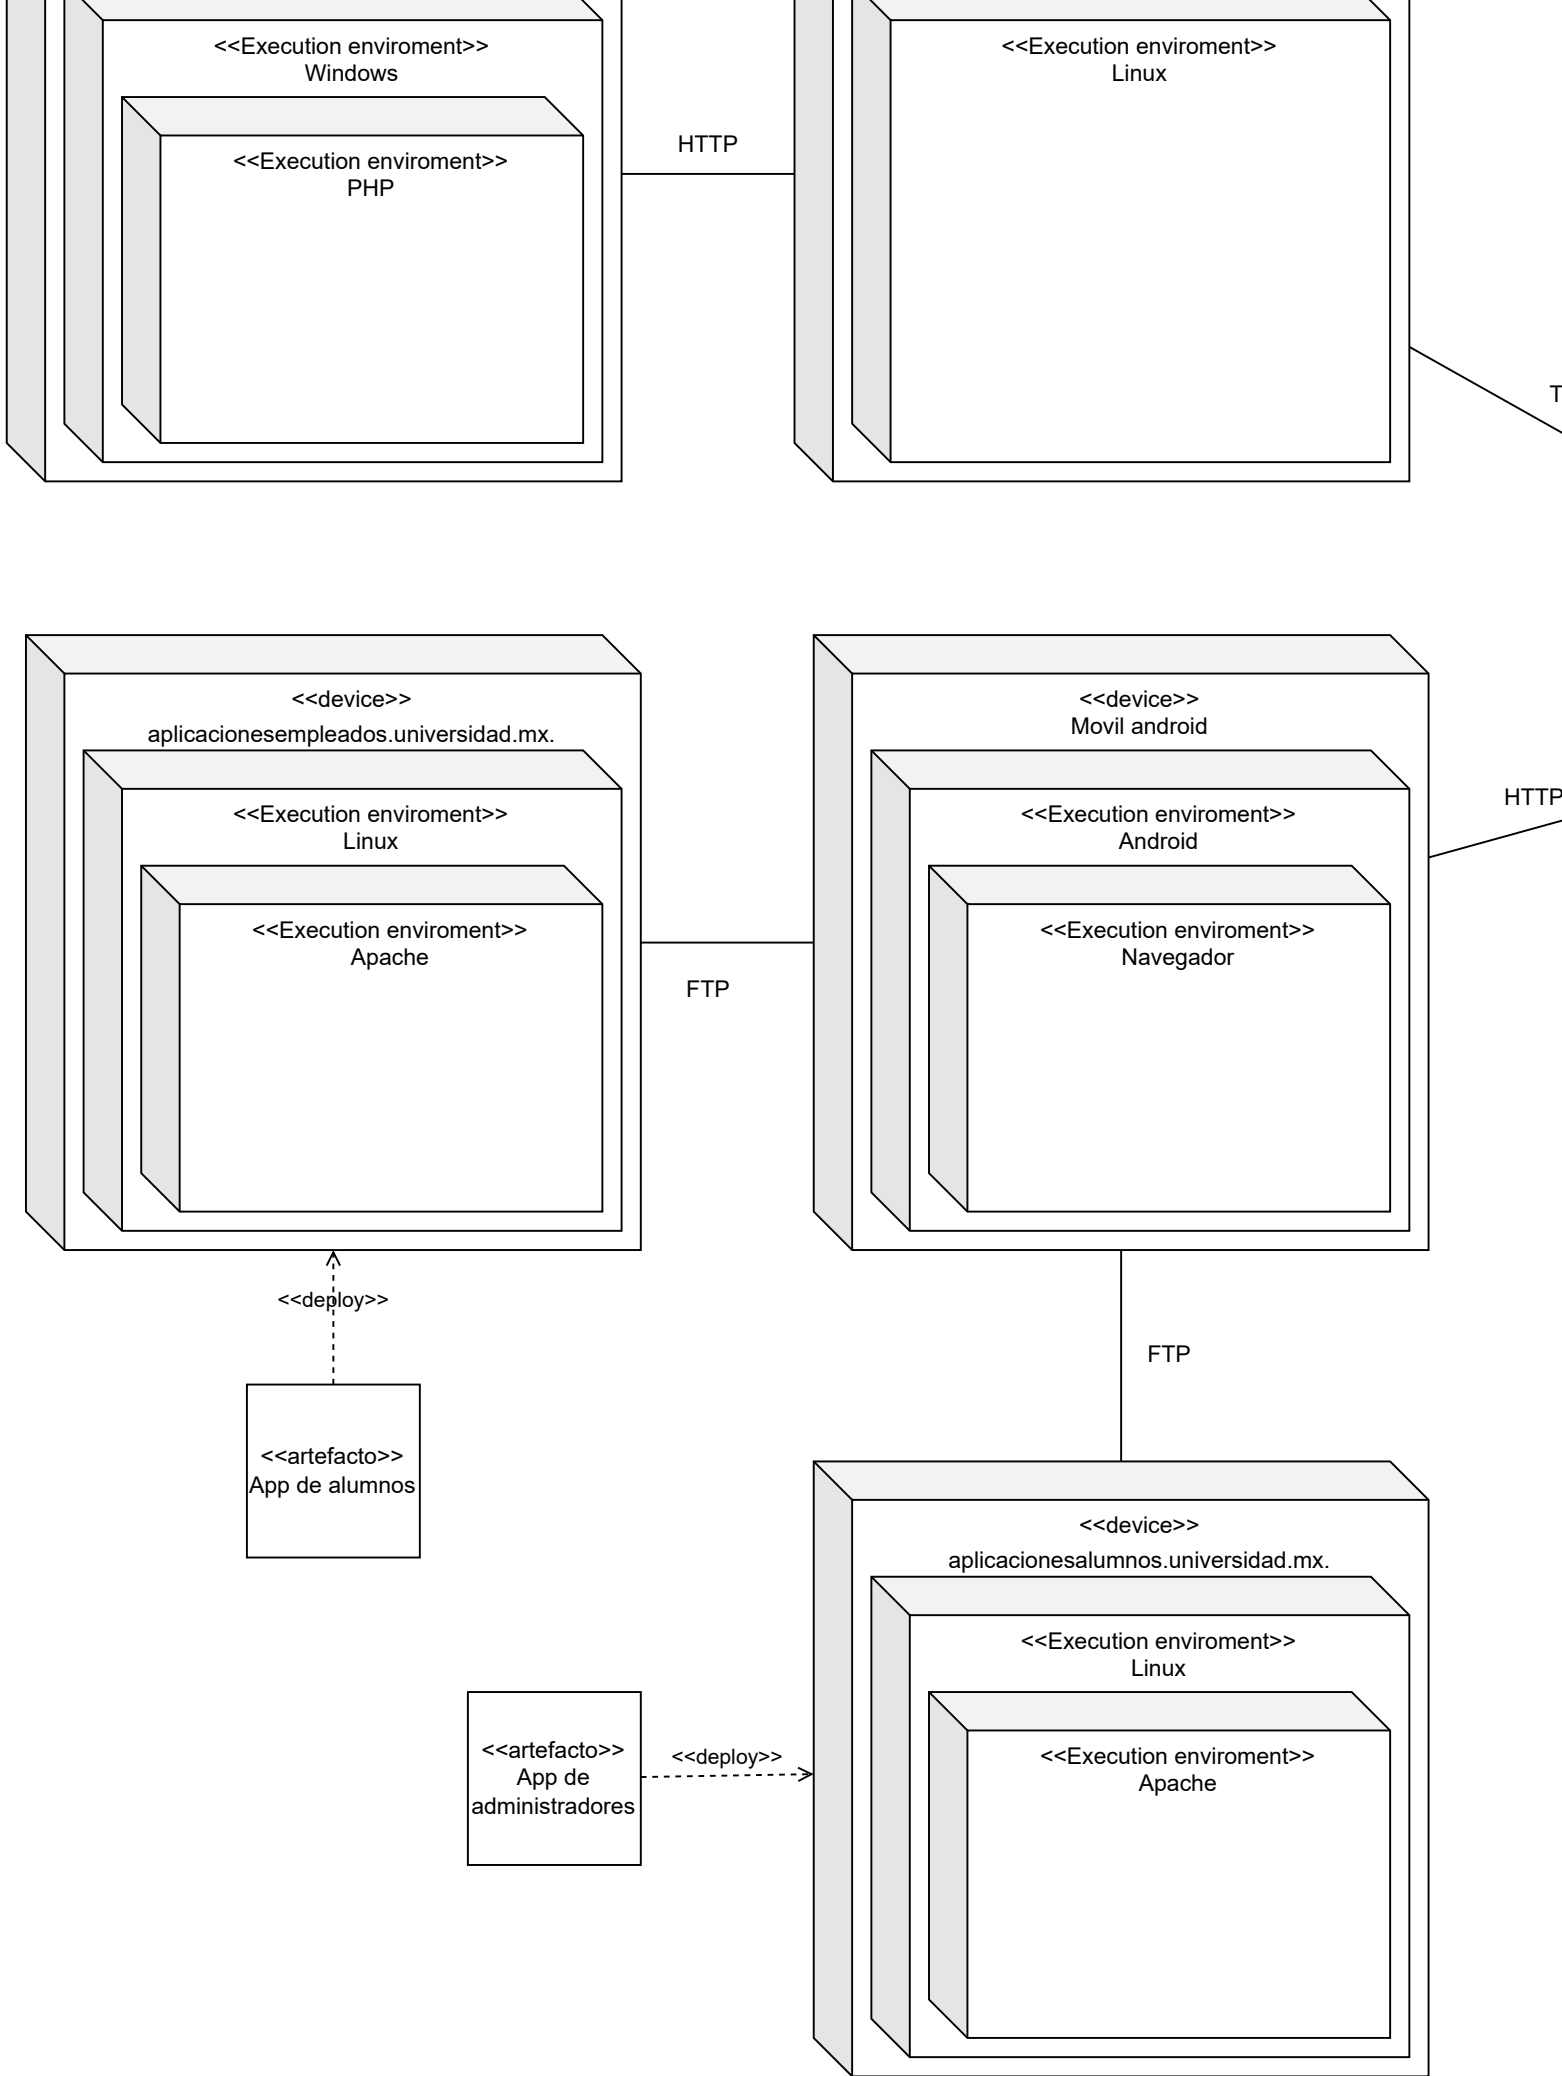 <<Execution enviroment>>
Windows
<<Execution enviroment>>
PHP
HTTP
<<Execution enviroment>>
Linux
T
<<device>>
aplicacionesempleados.universidad.mx.
<<Execution enviroment>>
Linux
<<Execution enviroment>>
Apache
FTP
<<device>>
Movil android
<<Execution enviroment>>
Android
<<Execution enviroment>>
Navegador
HTTP
<<deploy>>
<<artefacto>>
App de alumnos
FTP
<<device>>
aplicacionesalumnos.universidad.mx.
<<Execution enviroment>>
Linux
<<Execution enviroment>>
Apache
<<artefacto>>
App de
administradores
<<deploy>>